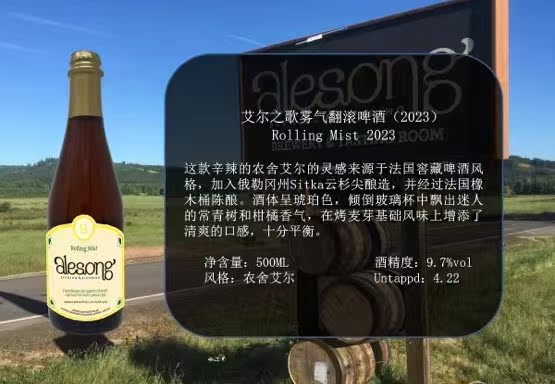 艾尔之歌雾气翻滚啤酒（2023）
Rolling Mist 2023
这款辛辣的农舍艾尔的灵感来源于法国窖藏啤酒风
格，加入俄勒冈州Sitka云杉尖酿造，并经过法国橡
木桶陈酿。酒体呈琥珀色，倾倒玻璃杯中飘出迷人
的常青树和柑橘香气，在烤麦芽基础风味上增添了
清爽的口感，十分平衡。
净含量：500ML
酒精度：9.7%vol
风格：农舍艾尔
Untappd：4.22
alesong
BREWERY
ROOM
Rolling Mist
alesong